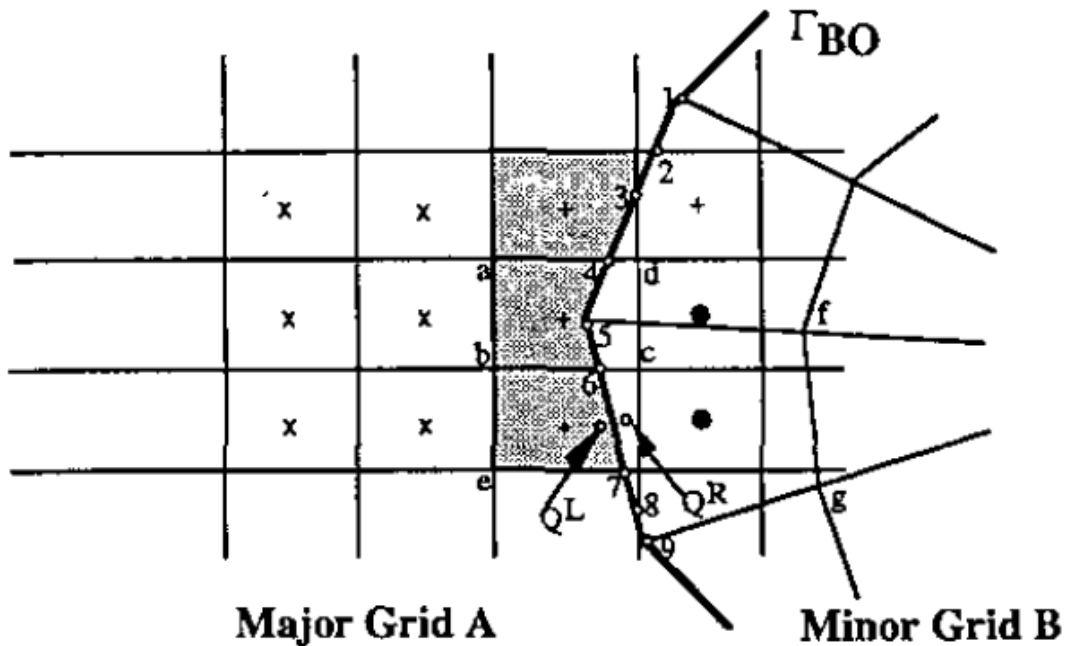 Γ_BO
1
2
3
a 4 d
5 f
b c
6
e 7 Q^R g
Q^L 8
9
Major Grid A Minor Grid B